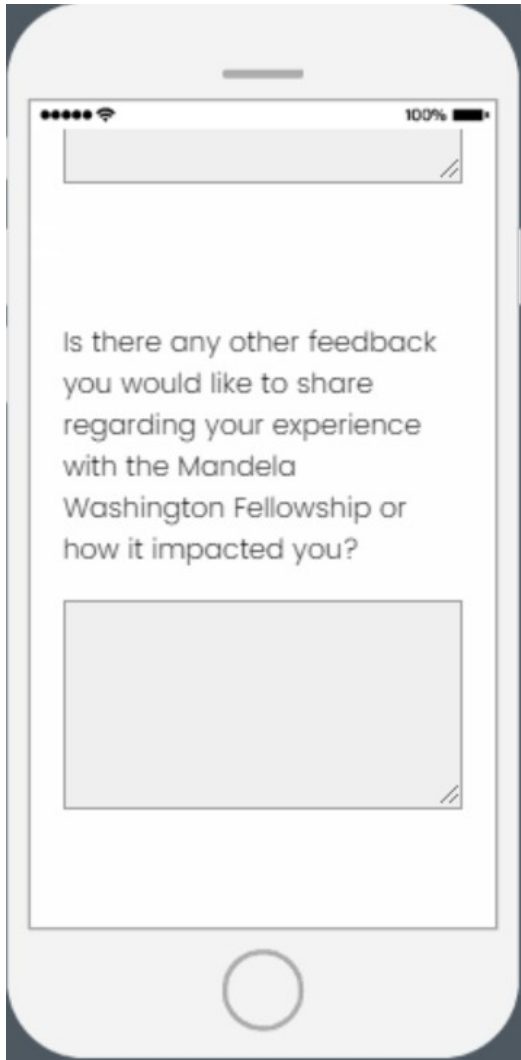 100%
Is there any other feedback
you would like to share
regarding your experience
with the Mandela
Washington Fellowship or
how it impacted you?